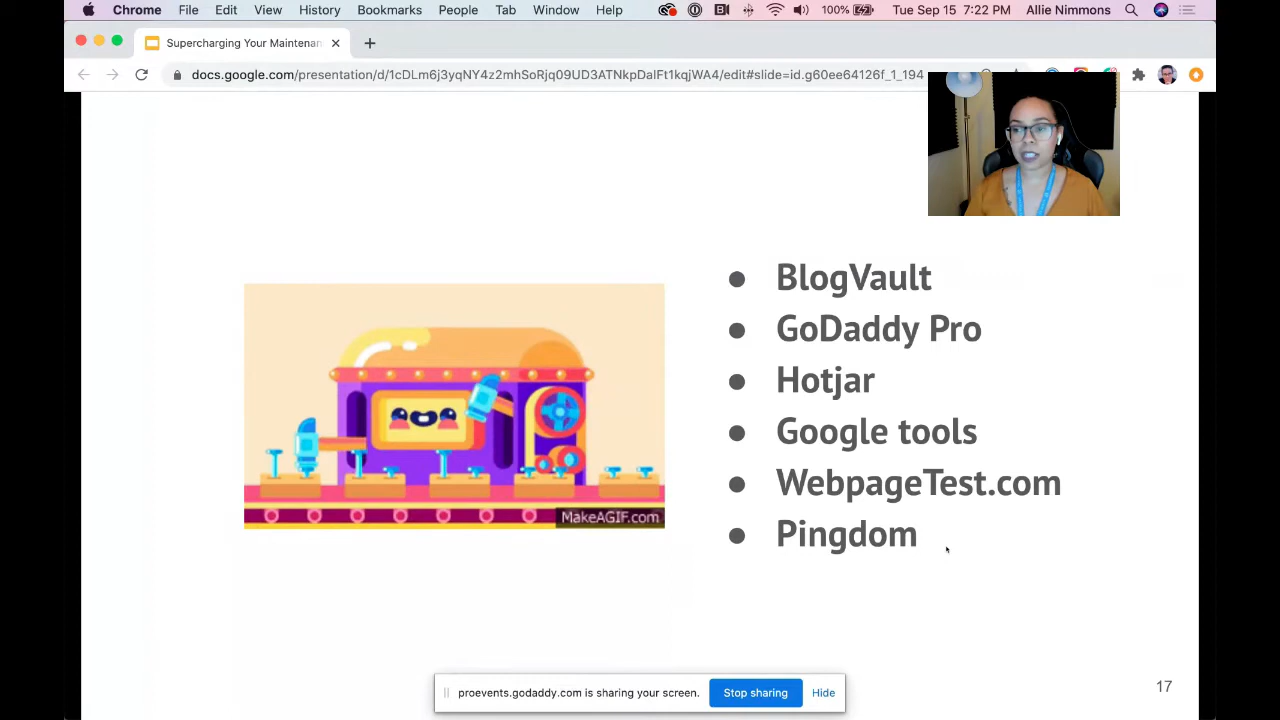 Chrome File Edit View History Bookmarks People Tab Window Help 100% Tue Sep 15 7:22 PM Allie Nimmons
Supercharging Your Maintenan
docs.google.com/presentation/d/1cDLm6j3yqNY4z2mhSoRjq09UD3ATNkpDalFt1kqjWA4/edit#slide=id.g60ee64126f_1_194
BlogVault
GoDaddy Pro
Hotjar
Google tools
WebpageTest.com
Pingdom
MakeAGIF.com
proevents.godaddy.com is sharing your screen. Stop sharing Hide
17